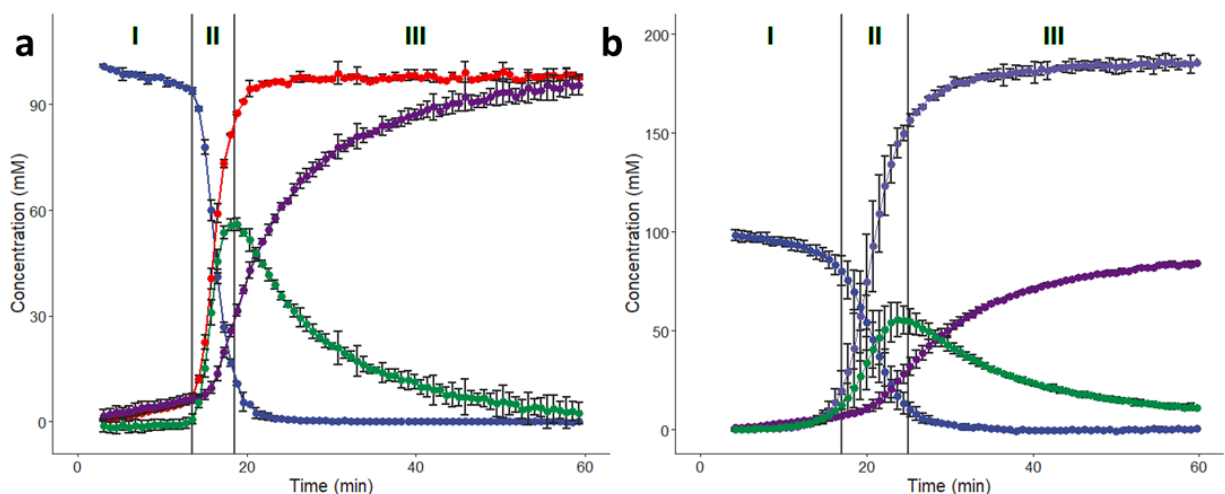 a
I II III
Concentration (mM)
90
60
30
0
0 20 40 60
Time (min)
b
I II III
Concentration (mM)
200
150
100
50
0
0 20 40 60
Time (min)